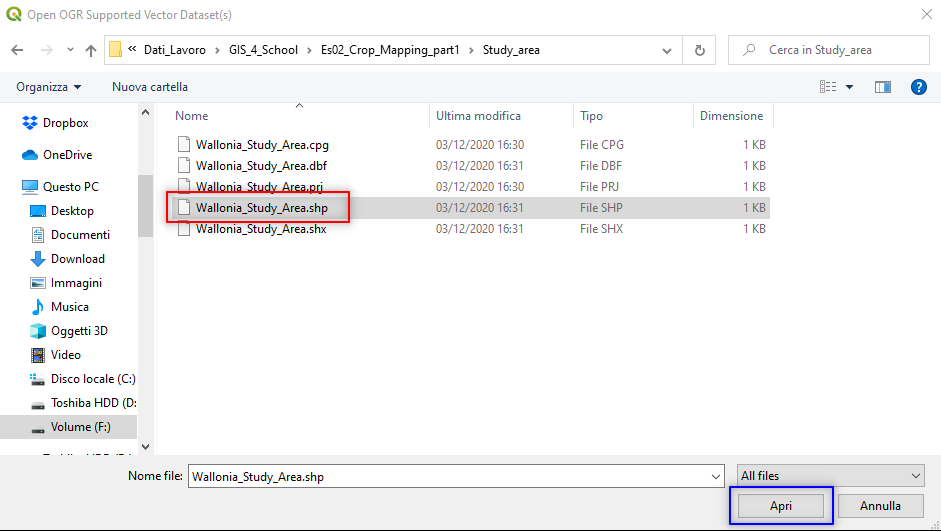 Open OGR Supported Vector Dataset(s)
« Dati_Lavoro > GIS_4_School > Es02_Crop_Mapping_part1 > Study_area
Cerca in Study_area
Organizza
Nuova cartella
Nome Ultima modifica Tipo Dimensione
Dropbox
OneDrive
Questo PC
Desktop
Documenti
Download
Immagini
Musica
Oggetti 3D
Video
Disco locale (C:)
Toshiba HDD (D:
Volume (F:)
Wallonia_Study_Area.cpg 03/12/2020 16:30 File CPG 1 KB
Wallonia_Study_Area.dbf 03/12/2020 16:31 File DBF 1 KB
Wallonia_Study_Area.prj 03/12/2020 16:30 File PRJ 1 KB
Wallonia_Study_Area.shp 03/12/2020 16:31 File SHP 1 KB
Wallonia_Study_Area.shx 03/12/2020 16:31 File SHX 1 KB
Nome file: Wallonia_Study_Area.shp
All files
Apri
Annulla